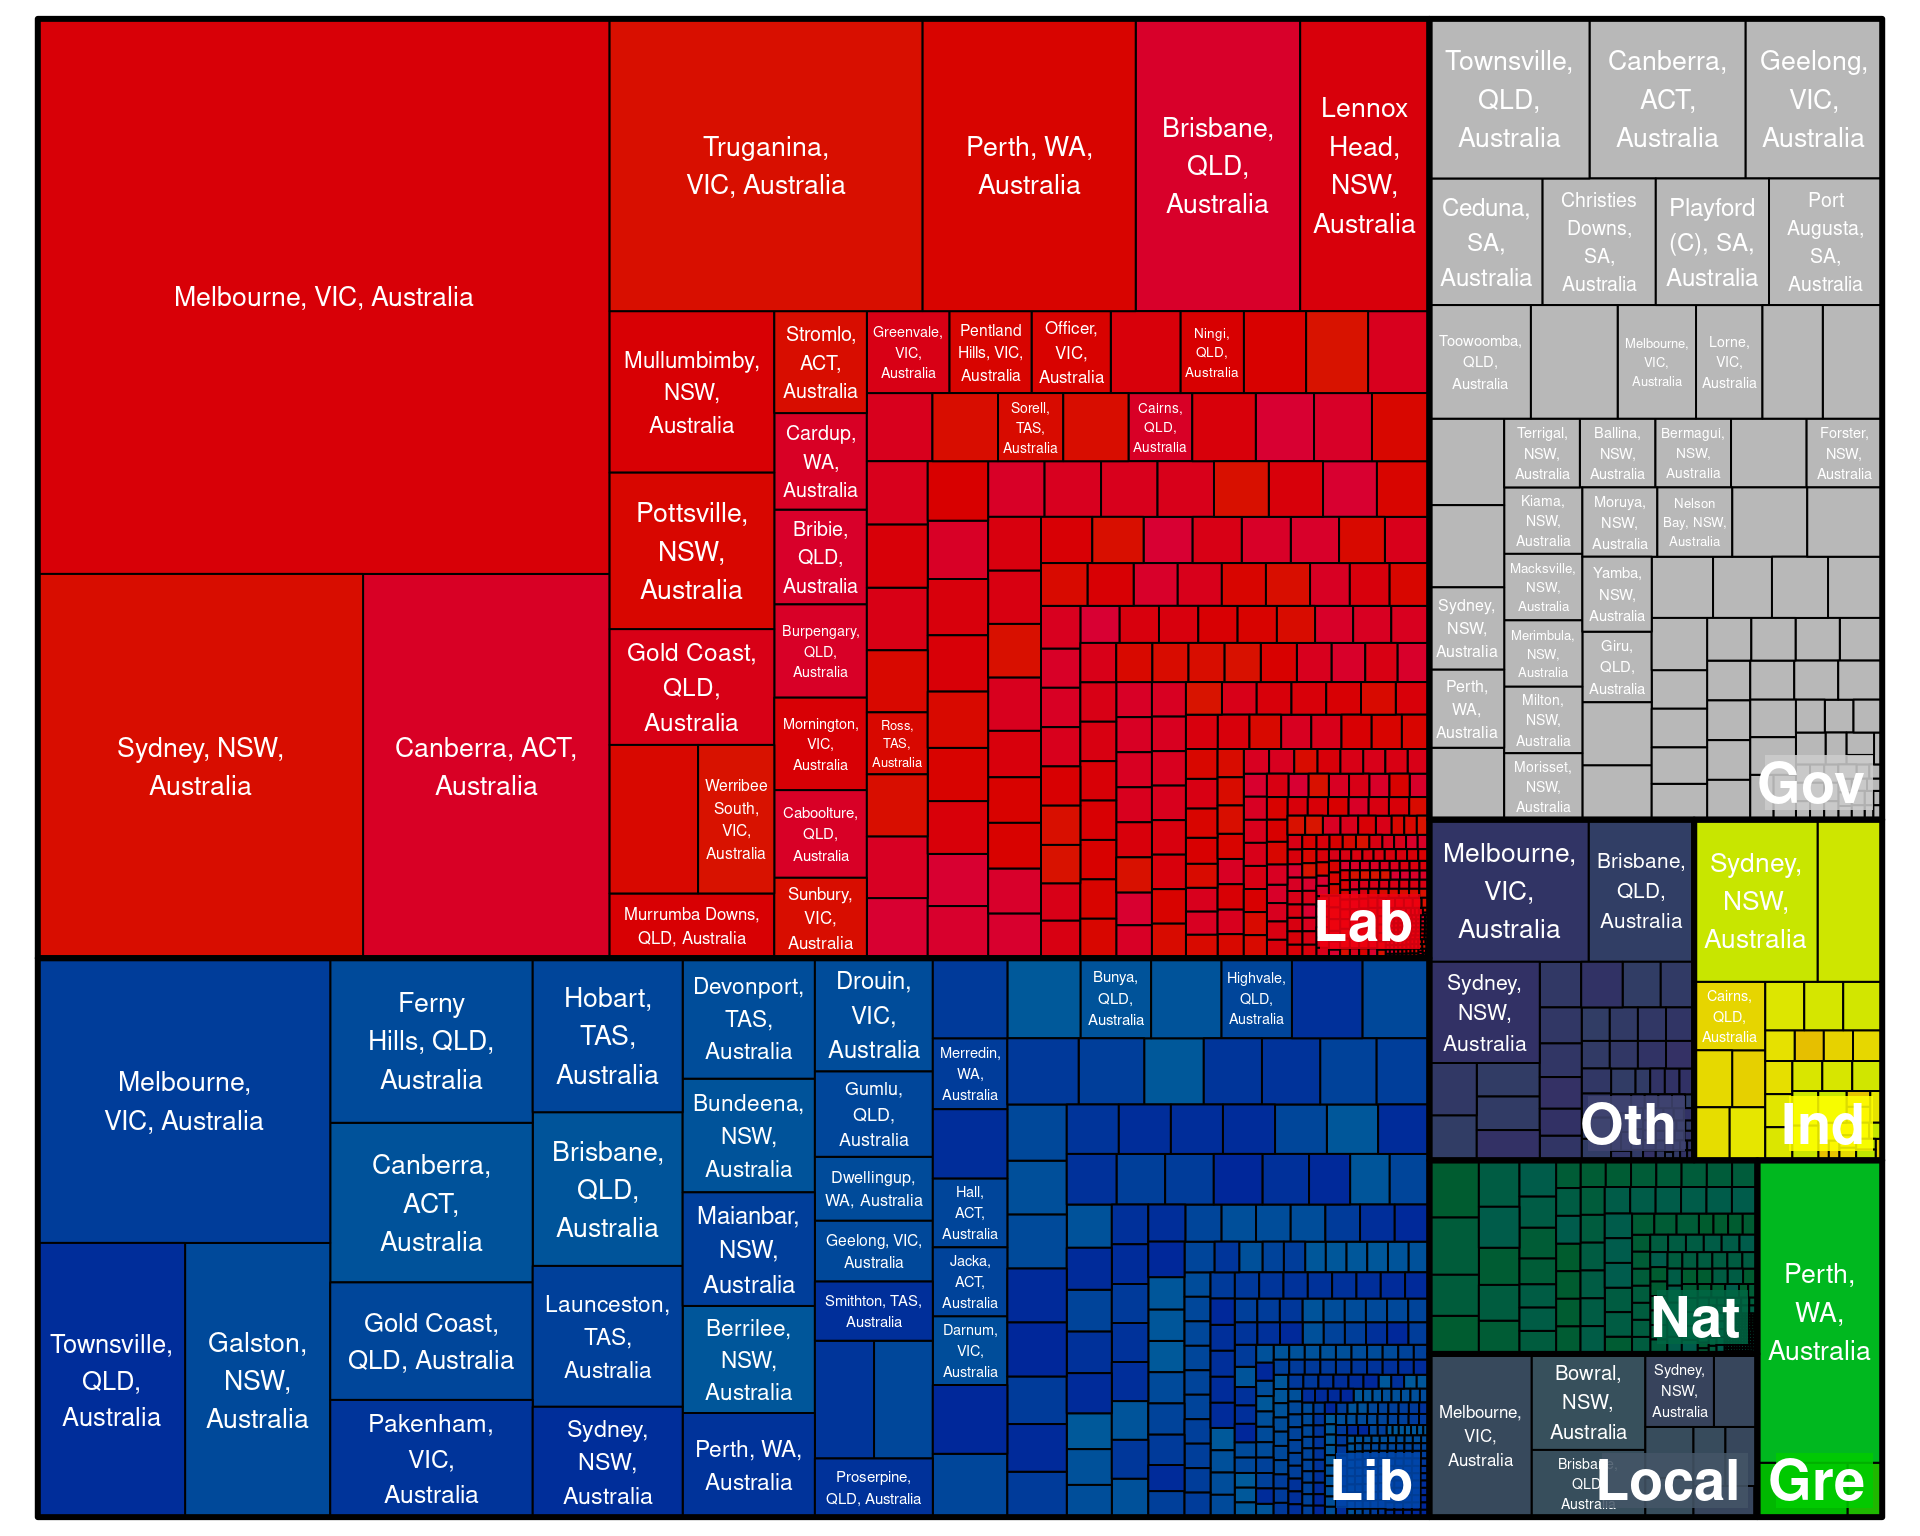 Melbourne, VIC, Australia
Sydney, NSW,
Australia
Canberra, ACT,
Australia
Truganina,
VIC, Australia
Perth, WA,
Australia
Brisbane,
QLD,
Australia
Lennox
Head,
NSW,
Australia
Mullumbimby,
NSW,
Australia
Pottsville,
NSW,
Australia
Gold Coast,
QLD,
Australia
Werribee
South,
VIC,
Australia
Murrumba Downs,
QLD, Australia
Stromlo,
ACT,
Australia
Cardup,
WA,
Australia
Bribie,
QLD,
Australia
Burpengary,
QLD,
Australia
Mornington,
VIC,
Australia
Caboolture,
QLD,
Australia
Sunbury,
VIC,
Australia
Greenvale,
VIC,
Australia
Pentland
Hills, VIC,
Australia
Officer,
VIC,
Australia
Ningi,
QLD,
Australia
Sorell,
TAS,
Australia
Cairns,
QLD,
Australia
Ross,
TAS,
Australia
Lab
Melbourne,
VIC, Australia
Townsville,
QLD,
Australia
Galston,
NSW,
Australia
Ferny
Hills, QLD,
Australia
Canberra,
ACT,
Australia
Gold Coast,
QLD, Australia
Pakenham,
VIC,
Australia
Hobart,
TAS,
Australia
Brisbane,
QLD,
Australia
Launceston,
TAS,
Australia
Sydney,
NSW,
Australia
Devonport,
TAS,
Australia
Bundeena,
NSW,
Australia
Maianbar,
NSW,
Australia
Berrilee,
NSW,
Australia
Perth, WA,
Australia
Drouin,
VIC,
Australia
Gumlu,
QLD,
Australia
Dwellingup,
WA, Australia
Geelong, VIC,
Australia
Smithton, TAS,
Australia
Proserpine,
QLD, Australia
Merredin,
WA,
Australia
Hall,
ACT,
Australia
Jacka,
ACT,
Australia
Darnum,
VIC,
Australia
Bunya,
QLD,
Australia
Highvale,
QLD,
Australia
Lib
Townsville,
QLD,
Australia
Canberra,
ACT,
Australia
Geelong,
VIC,
Australia
Ceduna,
SA,
Australia
Christies
Downs,
SA,
Australia
Playford
(C), SA,
Australia
Port
Augusta,
SA,
Australia
Toowoomba,
QLD,
Australia
Melbourne,
VIC,
Australia
Lorne,
VIC,
Australia
Sydney,
NSW,
Australia
Perth,
WA,
Australia
Terrigal,
NSW,
Australia
Ballina,
NSW,
Australia
Bermagui,
NSW,
Australia
Forster,
NSW,
Australia
Kiama,
NSW,
Australia
Moruya,
NSW,
Australia
Nelson
Bay, NSW,
Australia
Macksville,
NSW,
Australia
Yamba,
NSW,
Australia
Merimbula,
NSW,
Australia
Giru,
QLD,
Australia
Milton,
NSW,
Australia
Morisset,
NSW,
Australia
Gov
Melbourne,
VIC,
Australia
Brisbane,
QLD,
Australia
Sydney,
NSW,
Australia
Oth
Sydney,
NSW,
Australia
Cairns,
QLD,
Australia
Ind
Nat
Perth,
WA,
Australia
Gre
Melbourne,
VIC,
Australia
Bowral,
NSW,
Australia
Sydney,
NSW,
Australia
Brisbane,
QLD,
Australia
Local